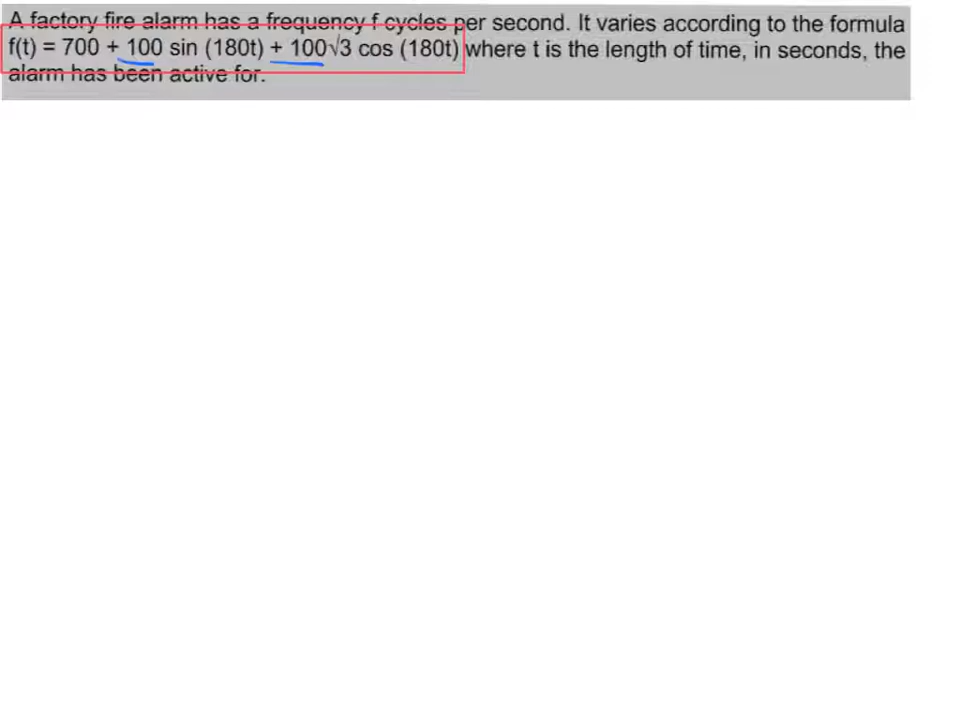 A factory fire alarm has a frequency f cycles per second. It varies according to the formula
f(t) = 700 + 100 sin (180t) + 100√3 cos (180t) where t is the length of time, in seconds, the
alarm has been active for.